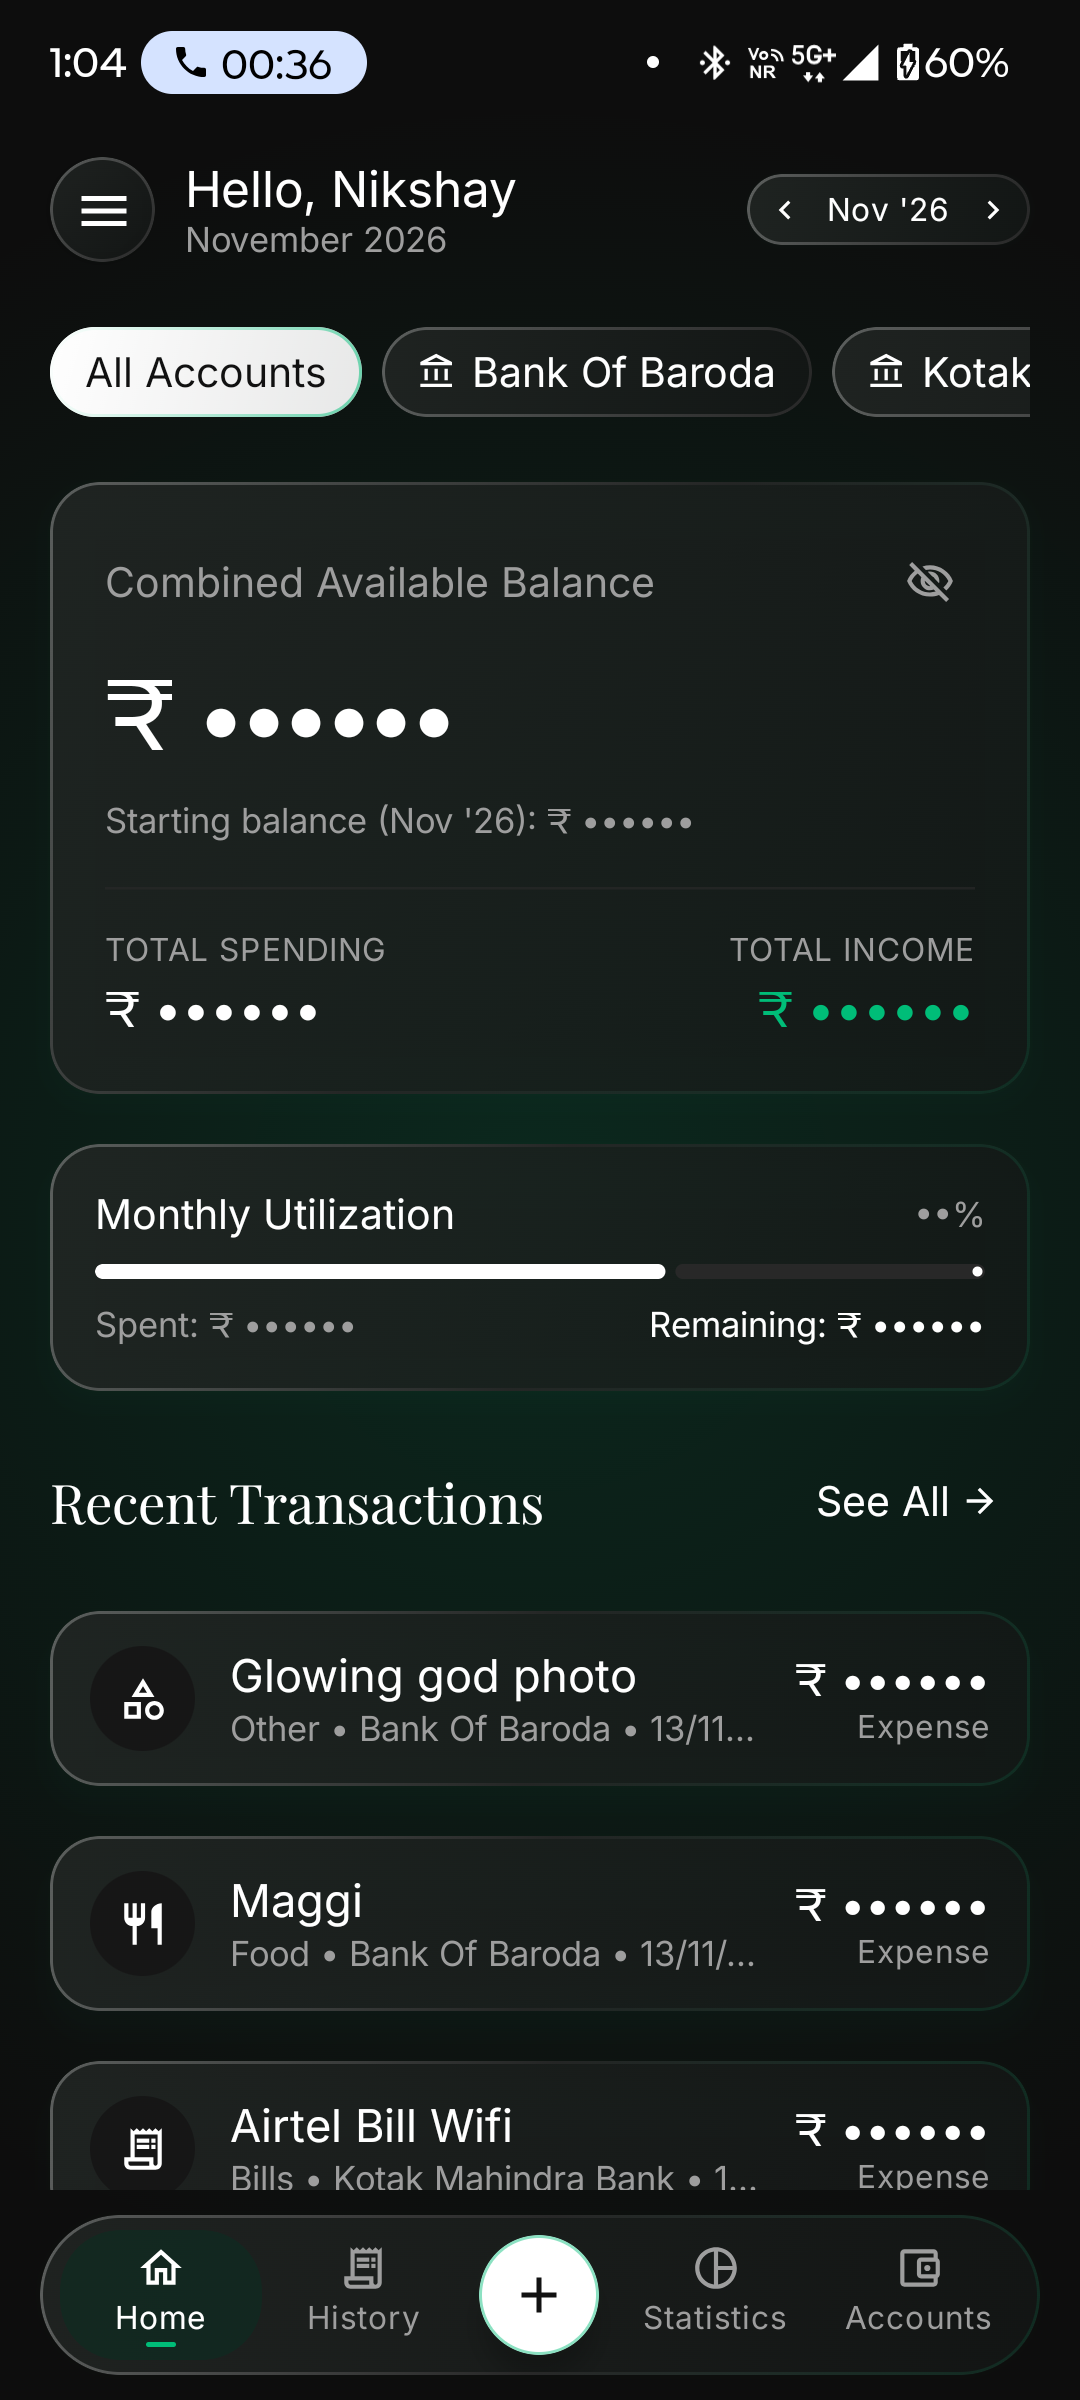 1:04 00:36 VoNR 5G+ 60%
Hello, Nikshay
November 2026
Nov '26
All Accounts
Bank Of Baroda
Kotak
Combined Available Balance
₹ ••••••
Starting balance (Nov '26): ₹ ••••••
TOTAL SPENDING
₹ ••••••
TOTAL INCOME
₹ ••••••
Monthly Utilization
••%
Spent: ₹ ••••••
Remaining: ₹ ••••••
Recent Transactions
See All →
Glowing god photo
Other • Bank Of Baroda • 13/11...
₹ ••••••
Expense
Maggi
Food • Bank Of Baroda • 13/11/...
₹ ••••••
Expense
Airtel Bill Wifi
Bills • Kotak Mahindra Bank • 1...
₹ ••••••
Expense
Home
History
Statistics
Accounts